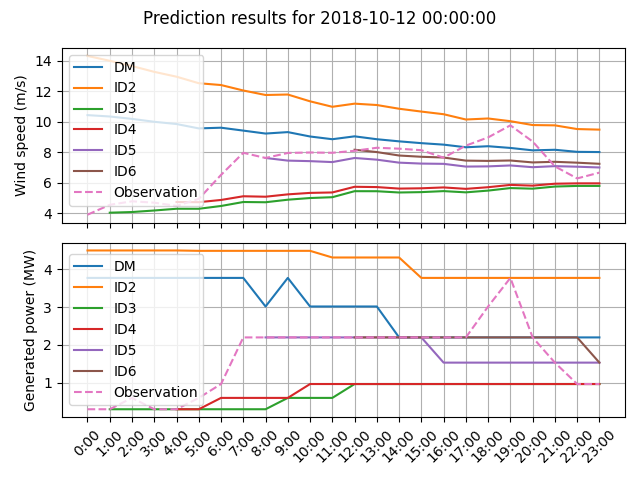 Prediction results for 2018-10-12 00:00:00
Wind speed (m/s)
14
12
10
8
6
4
DM
ID2
ID3
ID4
ID5
ID6
Observation
Generated power (MW)
4
3
2
1
DM
ID2
ID3
ID4
ID5
ID6
Observation
0:00 1:00 2:00 3:00 4:00 5:00 6:00 7:00 8:00 9:00 10:00 11:00 12:00 13:00 14:00 15:00 16:00 17:00 18:00 19:00 20:00 21:00 22:00 23:00